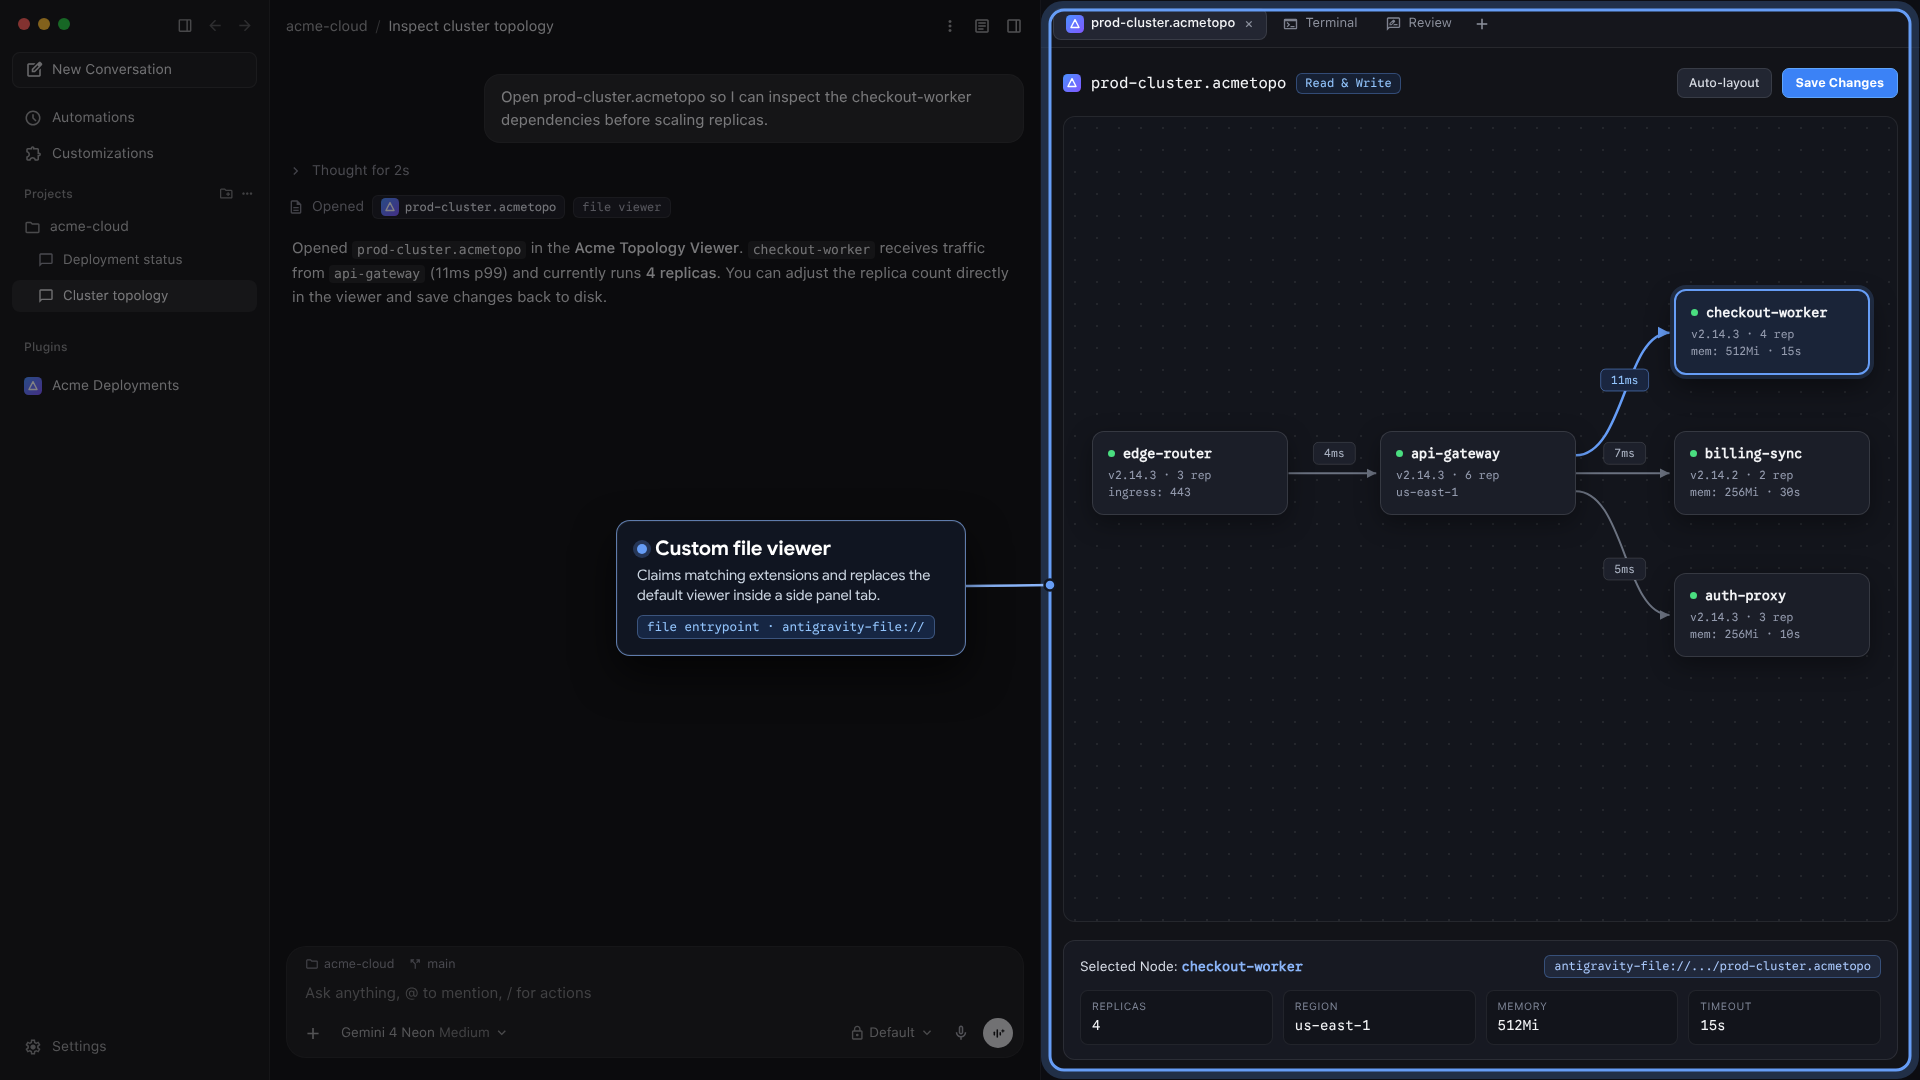 New Conversation
Automations
Customizations
Projects
acme-cloud
Deployment status
Cluster topology
Plugins
Acme Deployments
Settings
acme-cloud / Inspect cluster topology
Open prod-cluster.acmetopo so I can inspect the checkout-worker
dependencies before scaling replicas.
Thought for 2s
Opened prod-cluster.acmetopo file viewer
Opened prod-cluster.acmetopo in the Acme Topology Viewer. checkout-worker receives traffic
from api-gateway (11ms p99) and currently runs 4 replicas. You can adjust the replica count directly
in the viewer and save changes back to disk.
Custom file viewer
Claims matching extensions and replaces the
default viewer inside a side panel tab.
file entrypoint · antigravity-file://
acme-cloud main
Ask anything, @ to mention, / for actions
Gemini 4 Neon Medium
Default
prod-cluster.acmetopo × Terminal Review +
prod-cluster.acmetopo Read & Write Auto-layout Save Changes
checkout-worker
v2.14.3 · 4 rep
mem: 512Mi · 15s
11ms
edge-router
v2.14.3 · 3 rep
ingress: 443
4ms
api-gateway
v2.14.3 · 6 rep
us-east-1
7ms
billing-sync
v2.14.2 · 2 rep
mem: 256Mi · 30s
5ms
auth-proxy
v2.14.3 · 3 rep
mem: 256Mi · 10s
Selected Node: checkout-worker
antigravity-file://.../prod-cluster.acmetopo
REPLICAS
4
REGION
us-east-1
MEMORY
512Mi
TIMEOUT
15s